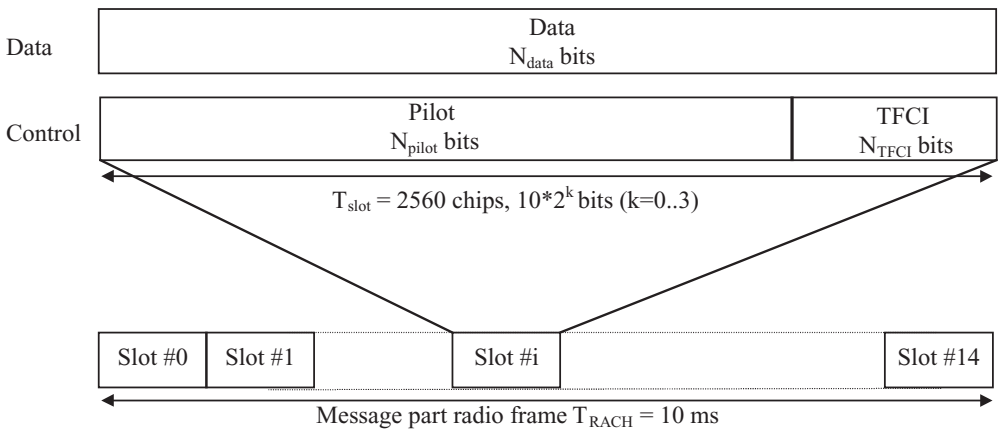 Data
Data
N_data bits
Control
Pilot
N_pilot bits
TFCI
N_TFCI bits
T_slot = 2560 chips, 10*2^k bits (k=0..3)
Slot #0
Slot #1
Slot #i
Slot #14
Message part radio frame T_RACH = 10 ms